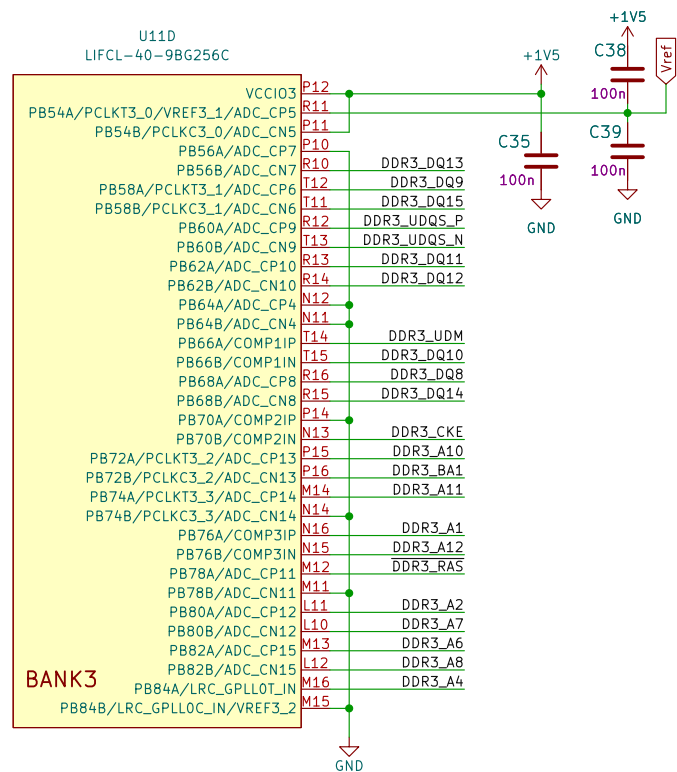 U11D
LIFCL-40-9BG256C
+1V5
+1V5
C38
100n
Vref
C35
100n
C39
100n
GND
GND
VCCIO3 P12
PB54A/PCLKT3_0/VREF3_1/ADC_CP5 R11
PB54B/PCLKC3_0/ADC_CN5 P11
PB56A/ADC_CP7 P10
PB56B/ADC_CN7 R10 DDR3_DQ13
PB58A/PCLKT3_1/ADC_CP6 T12 DDR3_DQ9
PB58B/PCLKC3_1/ADC_CN6 T11 DDR3_DQ15
PB60A/ADC_CP9 R12 DDR3_UDQS_P
PB60B/ADC_CN9 T13 DDR3_UDQS_N
PB62A/ADC_CP10 R13 DDR3_DQ11
PB62B/ADC_CN10 R14 DDR3_DQ12
PB64A/ADC_CP4 N12
PB64B/ADC_CN4 N11
PB66A/COMP1IP T14 DDR3_UDM
PB66B/COMP1IN T15 DDR3_DQ10
PB68A/ADC_CP8 R16 DDR3_DQ8
PB68B/ADC_CN8 R15 DDR3_DQ14
PB70A/COMP2IP P14
PB70B/COMP2IN N13 DDR3_CKE
PB72A/PCLKT3_2/ADC_CP13 P15 DDR3_A10
PB72B/PCLKC3_2/ADC_CN13 P16 DDR3_BA1
PB74A/PCLKT3_3/ADC_CP14 M14 DDR3_A11
PB74B/PCLKC3_3/ADC_CN14 N14
PB76A/COMP3IP N16 DDR3_A1
PB76B/COMP3IN N15 DDR3_A12
PB78A/ADC_CP11 M12 DDR3_RAS
PB78B/ADC_CN11 M11
PB80A/ADC_CP12 L11 DDR3_A2
PB80B/ADC_CN12 L10 DDR3_A7
PB82A/ADC_CP15 M13 DDR3_A6
PB82B/ADC_CN15 L12 DDR3_A8
PB84A/LRC_GPLL0T_IN M16 DDR3_A4
PB84B/LRC_GPLL0C_IN/VREF3_2 M15
BANK3
GND